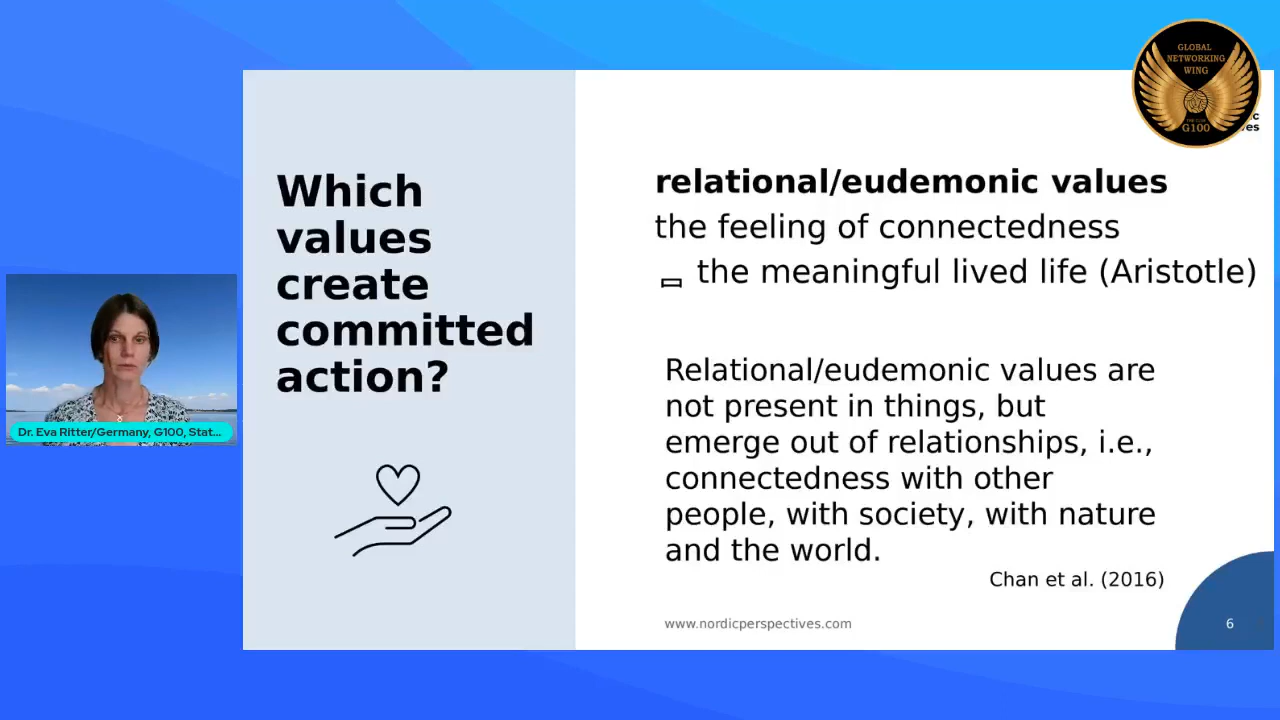 GLOBAL
NETWORKING
WING
G100
Which
values
create
committed
action?
relational/eudemonic values
the feeling of connectedness
the meaningful lived life (Aristotle)
Relational/eudemonic values are
not present in things, but
emerge out of relationships, i.e.,
connectedness with other
people, with society, with nature
and the world.
Chan et al. (2016)
www.nordicperspectives.com
6
Dr. Eva Ritter/Germany, G100, Stat...